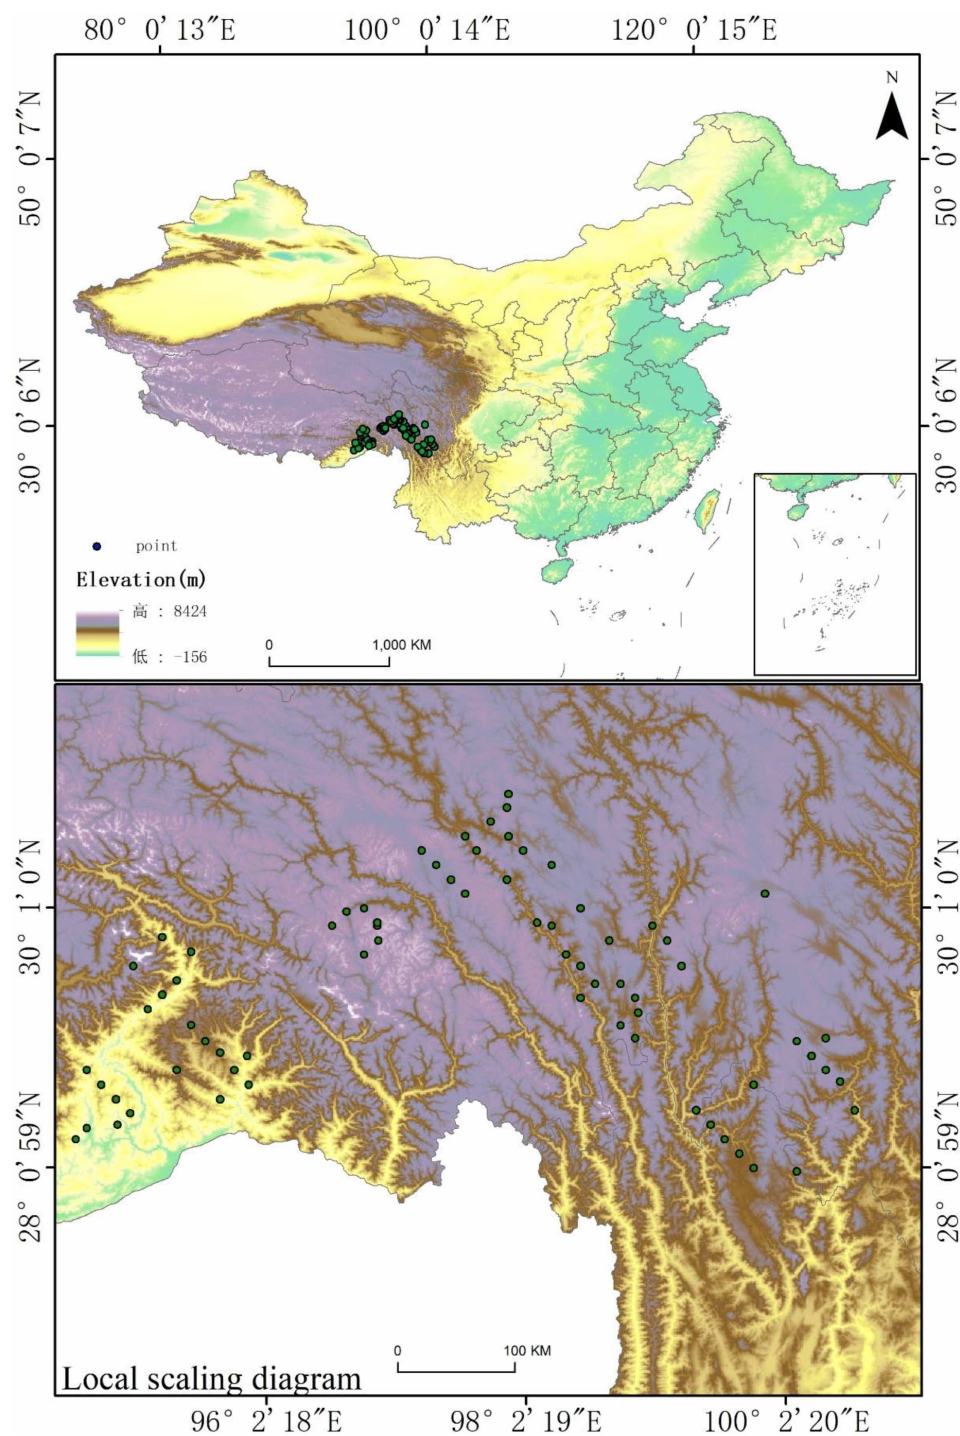 80° 0'13"E 100° 0'14"E 120° 0'15"E
N
50° 0'7"N
50° 0'7"N
30° 0'6"N
30° 0'6"N
point
Elevation(m)
高 : 8424
低 : -156
0 1,000 KM
30° 1'0"N
30° 1'0"N
28° 0'59"N
28° 0'59"N
0 100 KM
Local scaling diagram
96° 2'18"E 98° 2'19"E 100° 2'20"E